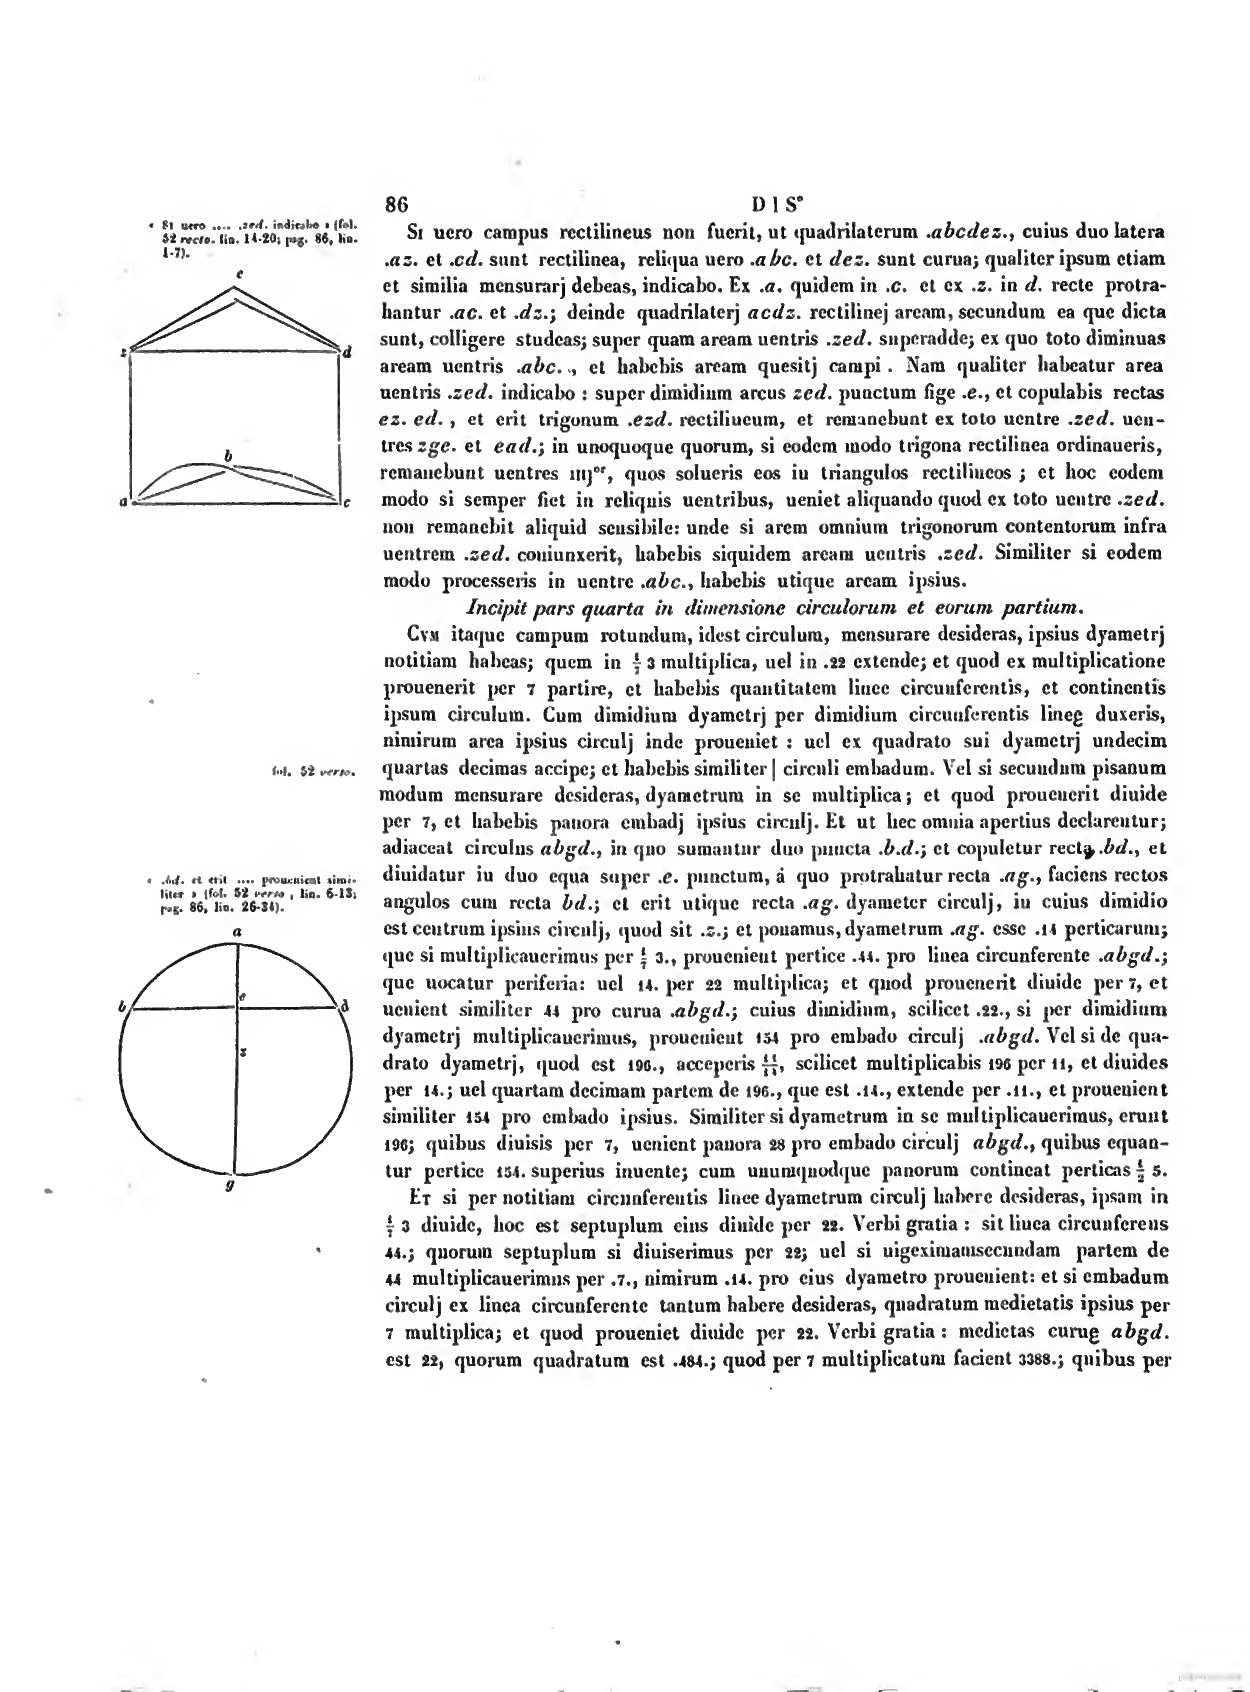 86
DIS°
« Si uero .... .zed. indicabo » (fol.
52 recto. lin. 14-20; pag. 86, lin.
1-7).
e
z
d
b
a
c
Si uero campus rectilineus non fuerit, ut quadrilaterum .abcdez., cuius duo latera
.az. et .cd. sunt rectilinea, reliqua uero .abc. et dez. sunt curua; qualiter ipsum etiam
et similia mensurarj debeas, indicabo. Ex .a. quidem in .c. et ex .z. in d. recte protra-
hantur .ac. et .dz.; deinde quadrilaterj acdz. rectilinej aream, secundum ea que dicta
sunt, colligere studeas; super quam aream uentris .zed. superadde; ex quo toto diminuas
aream uentris .abc. ., et habebis aream quesitj campi . Nam qualiter habeatur area
uentris .zed. indicabo : super dimidium arcus zed. punctum fige .e., et copulabis rectas
ez. ed. , et erit trigonum .ezd. rectilineum, et remanebunt ex toto uentre .zed. uen-
tres zge. et ead.; in unoquoque quorum, si eodem modo trigona rectilinea ordinaueris,
remanebunt uentres iiijor, quos solueris eos in triangulos rectilineos ; et hoc eodem
modo si semper fiet in reliquis uentribus, ueniet aliquando quod ex toto uentre .zed.
non remanebit aliquid sensibile: unde si arem omnium trigonorum contentorum infra
uentrem .zed. coniunxerit, habebis siquidem aream uentris .zed. Similiter si eodem
modo processeris in uentre .abc., habebis utique aream ipsius.
Incipit pars quarta in dimensione circulorum et eorum partium.
Cvm itaque campum rotundum, idest circulum, mensurare desideras, ipsius dyametrj
notitiam habeas; quem in 1/7 3 multiplica, uel in .22 extende; et quod ex multiplicatione
prouenerit per 7 partire, et habebis quantitatem linee circunferentis, et continentis
ipsum circulum. Cum dimidium dyametrj per dimidium circunferentis lineę duxeris,
nimirum area ipsius circulj inde proueniet : uel ex quadrato sui dyametrj undecim
fol. 52 verso.
quartas decimas accipe; et habebis similiter | circuli embadum. Vel si secundum pisanum
modum mensurare desideras, dyametrum in se multiplica; et quod prouenerit diuide
per 7, et habebis panora embadj ipsius circulj. Et ut hec omnia apertius declarentur;
adiaceat circulus abgd., in quo sumantur duo puncta .b.d.; et copuletur recta .bd., et
« .bd. et erit .... prouenient simi-
liter » (fol. 52 verso , lin. 6-13;
pag. 86, lin. 26-34).
a
b
e
d
z
g
diuidatur in duo equa super .e. punctum, à quo protrahatur recta .ag., faciens rectos
angulos cum recta bd.; et erit utique recta .ag. dyameter circulj, in cuius dimidio
est centrum ipsius circulj, quod sit .z.; et ponamus, dyametrum .ag. esse .14 perticarum;
que si multiplicauerimus per 1/7 3., prouenient pertice .44. pro linea circunferente .abgd.;
que uocatur periferia: uel 14. per 22 multiplica; et quod prouenerit diuide per 7, et
uenient similiter 44 pro curua .abgd.; cuius dimidium, scilicet .22., si per dimidium
dyametrj multiplicauerimus, prouenient 154 pro embado circulj .abgd. Vel si de qua-
drato dyametrj, quod est 196., acceperis 11/14, scilicet multiplicabis 196 per 11, et diuides
per 14.; uel quartam decimam partem de 196., que est .14., extende per .11., et prouenient
similiter 154 pro embado ipsius. Similiter si dyametrum in se multiplicauerimus, erunt
196; quibus diuisis per 7, uenient panora 28 pro embado circulj abgd., quibus equan-
tur pertice 154. superius inuente; cum unumquodque panorum contineat perticas 1/2 5.
Et si per notitiam circunferentis linee dyametrum circulj habere desideras, ipsam in
1/7 3 diuide, hoc est septuplum eius diuide per 22. Verbi gratia : sit linea circunferens
44.; quorum septuplum si diuiserimus per 22; uel si uigeximamsecundam partem de
44 multiplicauerimus per .7., nimirum .14. pro eius dyametro prouenient: et si embadum
circulj ex linea circunferente tantum habere desideras, quadratum medietatis ipsius per
7 multiplica; et quod proueniet diuide per 22. Verbi gratia : medietas curuę abgd.
est 22, quorum quadratum est .484.; quod per 7 multiplicatum facient 3388.; quibus per